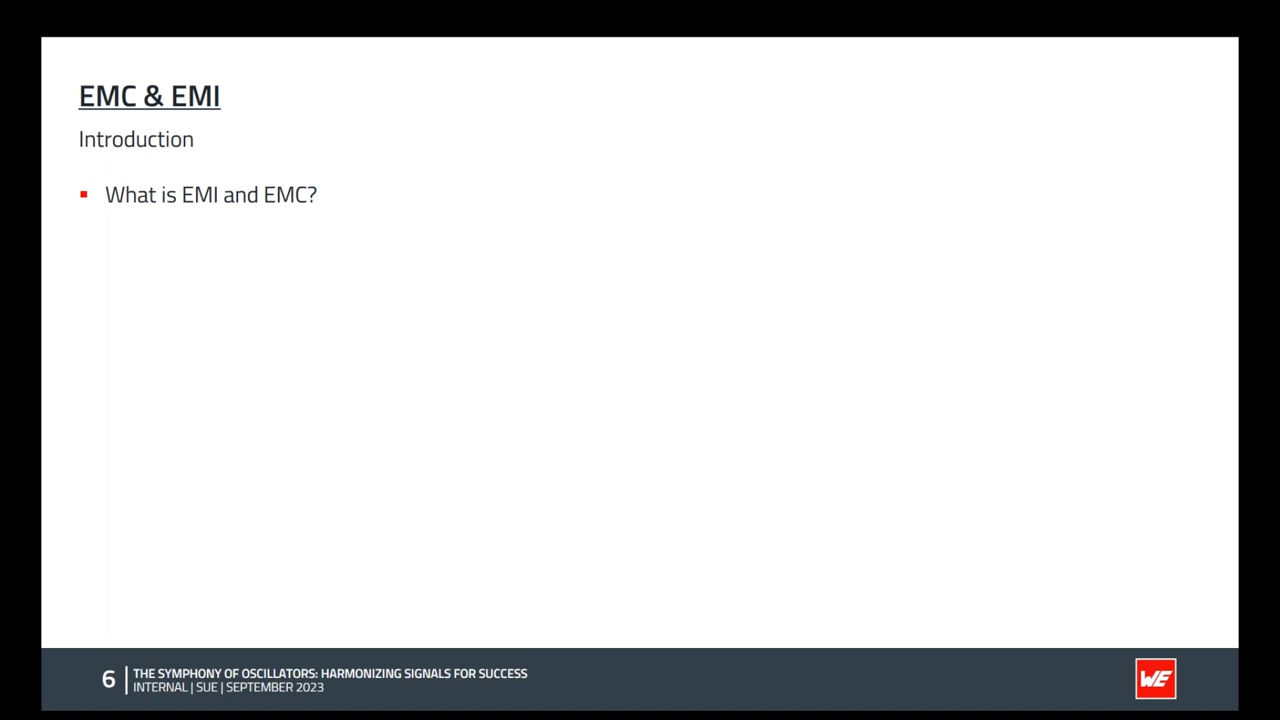 EMC & EMI
Introduction
▪ What is EMI and EMC?
6
THE SYMPHONY OF OSCILLATORS: HARMONIZING SIGNALS FOR SUCCESS
INTERNAL | SUE | SEPTEMBER 2023
WE